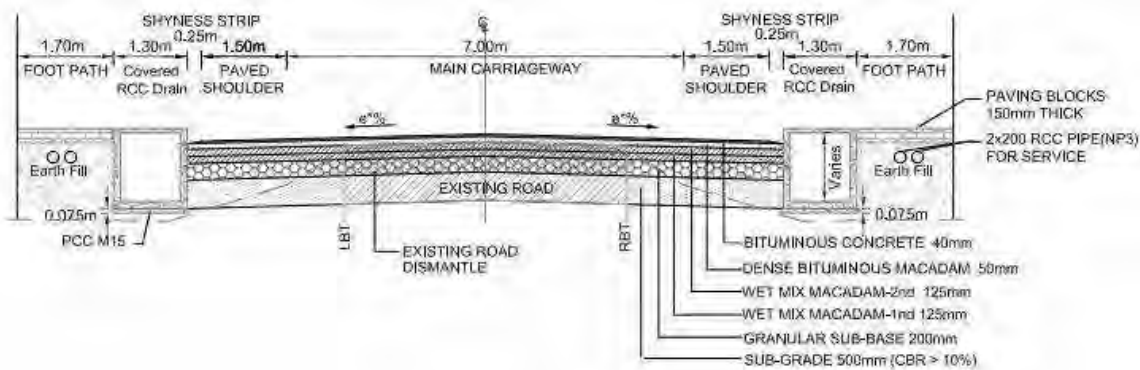 SHYNESS STRIP
0.25m
SHYNESS STRIP
0.25m
1.70m
1.30m
1.50m
7.00m
1.50m
1.30m
1.70m
FOOT PATH
Covered
RCC Drain
PAVED
SHOULDER
MAIN CARRIAGEWAY
PAVED
SHOULDER
Covered
RCC Drain
FOOT PATH
PAVING BLOCKS
150mm THICK
2x200 RCC PIPE(NP3)
FOR SERVICE
Earth Fill
Varies
Earth Fill
EXISTING ROAD
0.075m
0.075m
PCC M15
LBT
RBT
EXISTING ROAD
DISMANTLE
BITUMINOUS CONCRETE 40mm
DENSE BITUMINOUS MACADAM 50mm
WET MIX MACADAM-2nd 125mm
WET MIX MACADAM-1nd 125mm
GRANULAR SUB-BASE 200mm
SUB-GRADE 500mm (CBR > 10%)